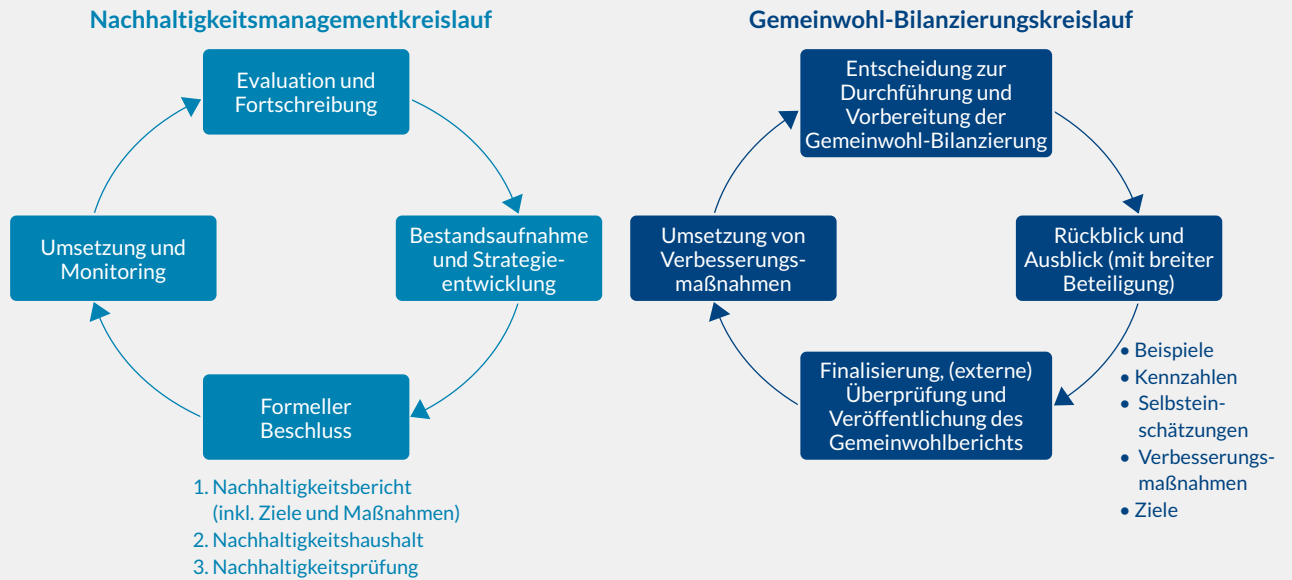 Nachhaltigkeitsmanagementkreislauf
Evaluation und
Fortschreibung
Bestandsaufnahme
und Strategie-
entwicklung
Formeller
Beschluss
Umsetzung und
Monitoring
1. Nachhaltigkeitsbericht
(inkl. Ziele und Maßnahmen)
2. Nachhaltigkeitshaushalt
3. Nachhaltigkeitsprüfung
Gemeinwohl-Bilanzierungskreislauf
Entscheidung zur
Durchführung und
Vorbereitung der
Gemeinwohl-Bilanzierung
Rückblick und
Ausblick (mit breiter
Beteiligung)
• Beispiele
• Kennzahlen
• Selbstein-
schätzungen
• Verbesserungs-
maßnahmen
• Ziele
Finalisierung, (externe)
Überprüfung und
Veröffentlichung des
Gemeinwohlberichts
Umsetzung von
Verbesserungs-
maßnahmen